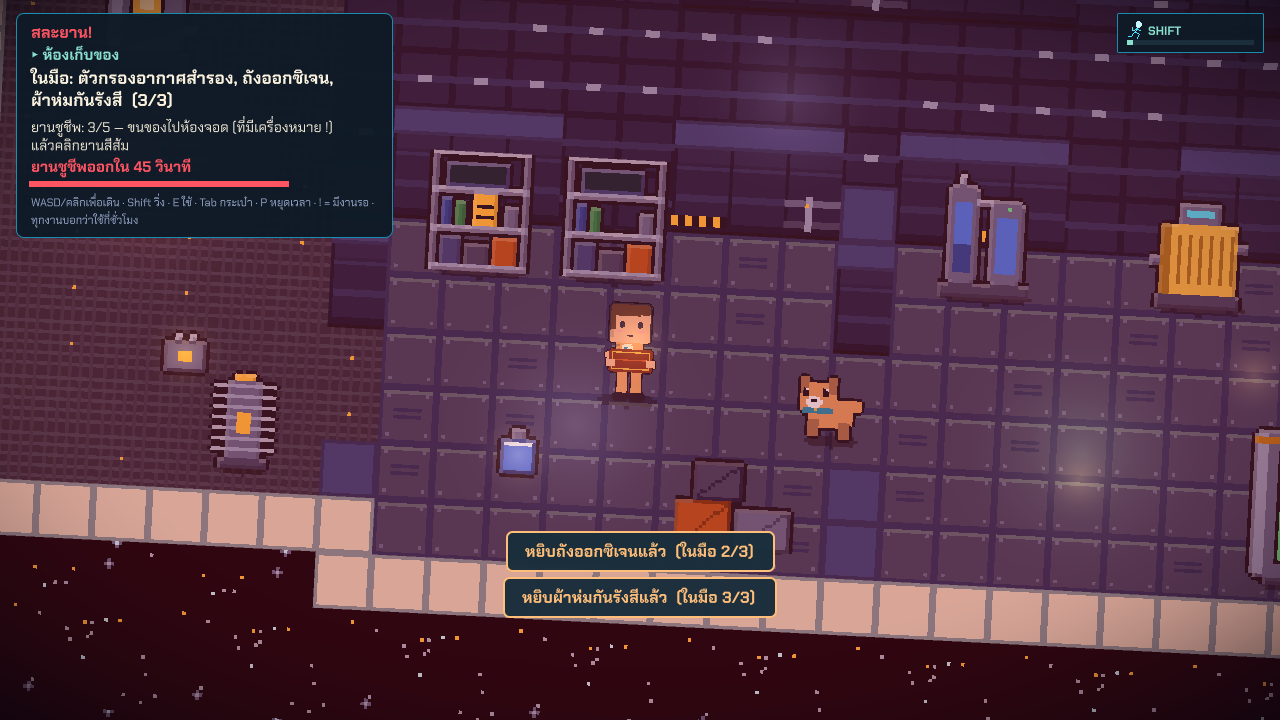 สละยาน!
▸ ห้องเก็บของ
ในมือ: ตัวกรองอากาศสำรอง, ถังออกซิเจน,
ผ้าห่มกันรังสี (3/3)
ยานชูชีพ: 3/5 — ขนของไปห้องจอด (ที่มีเครื่องหมาย !)
แล้วคลิกยานสีส้ม
ยานชูชีพออกใน 45 วินาที
WASD/คลิกเพื่อเดิน · Shift วิ่ง · E ใช้ · Tab กระเป๋า · P หยุดเวลา · ! = มีงานรอ ·
ทุกงานบอกว่าใช้กี่ชั่วโมง
SHIFT
หยิบถังออกซิเจนแล้ว (ในมือ 2/3)
หยิบผ้าห่มกันรังสีแล้ว (ในมือ 3/3)